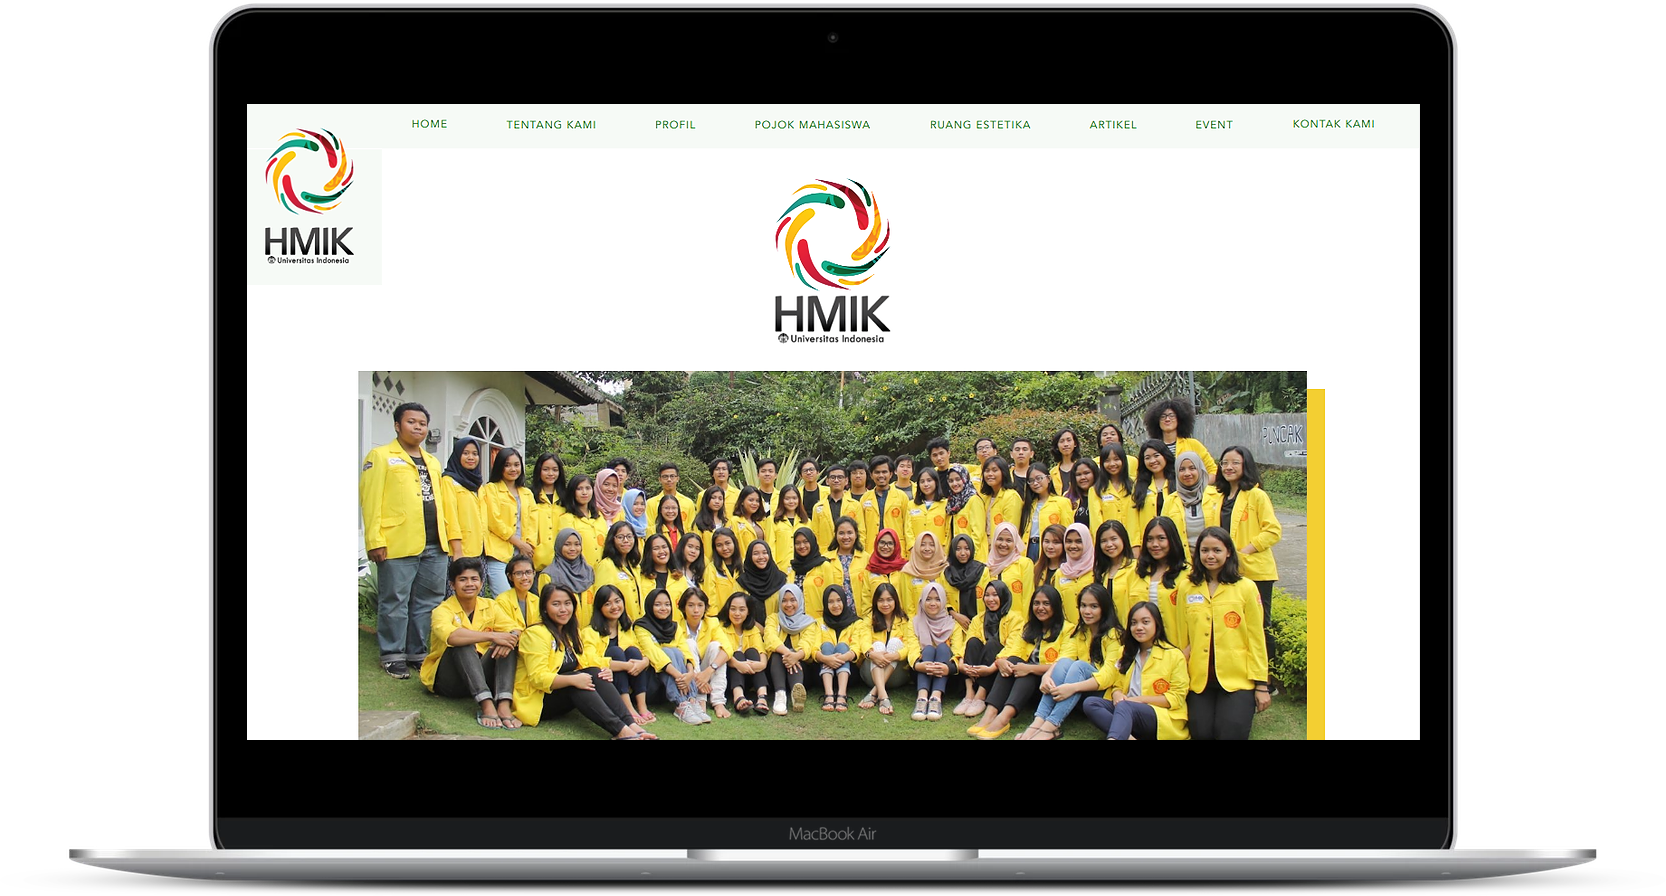 HOME
TENTANG KAMI
PROFIL
POJOK MAHASISWA
RUANG ESTETIKA
ARTIKEL
EVENT
KONTAK KAMI
HMIK
Universitas Indonesia
HMIK
Universitas Indonesia
PUNCAK
MacBook Air